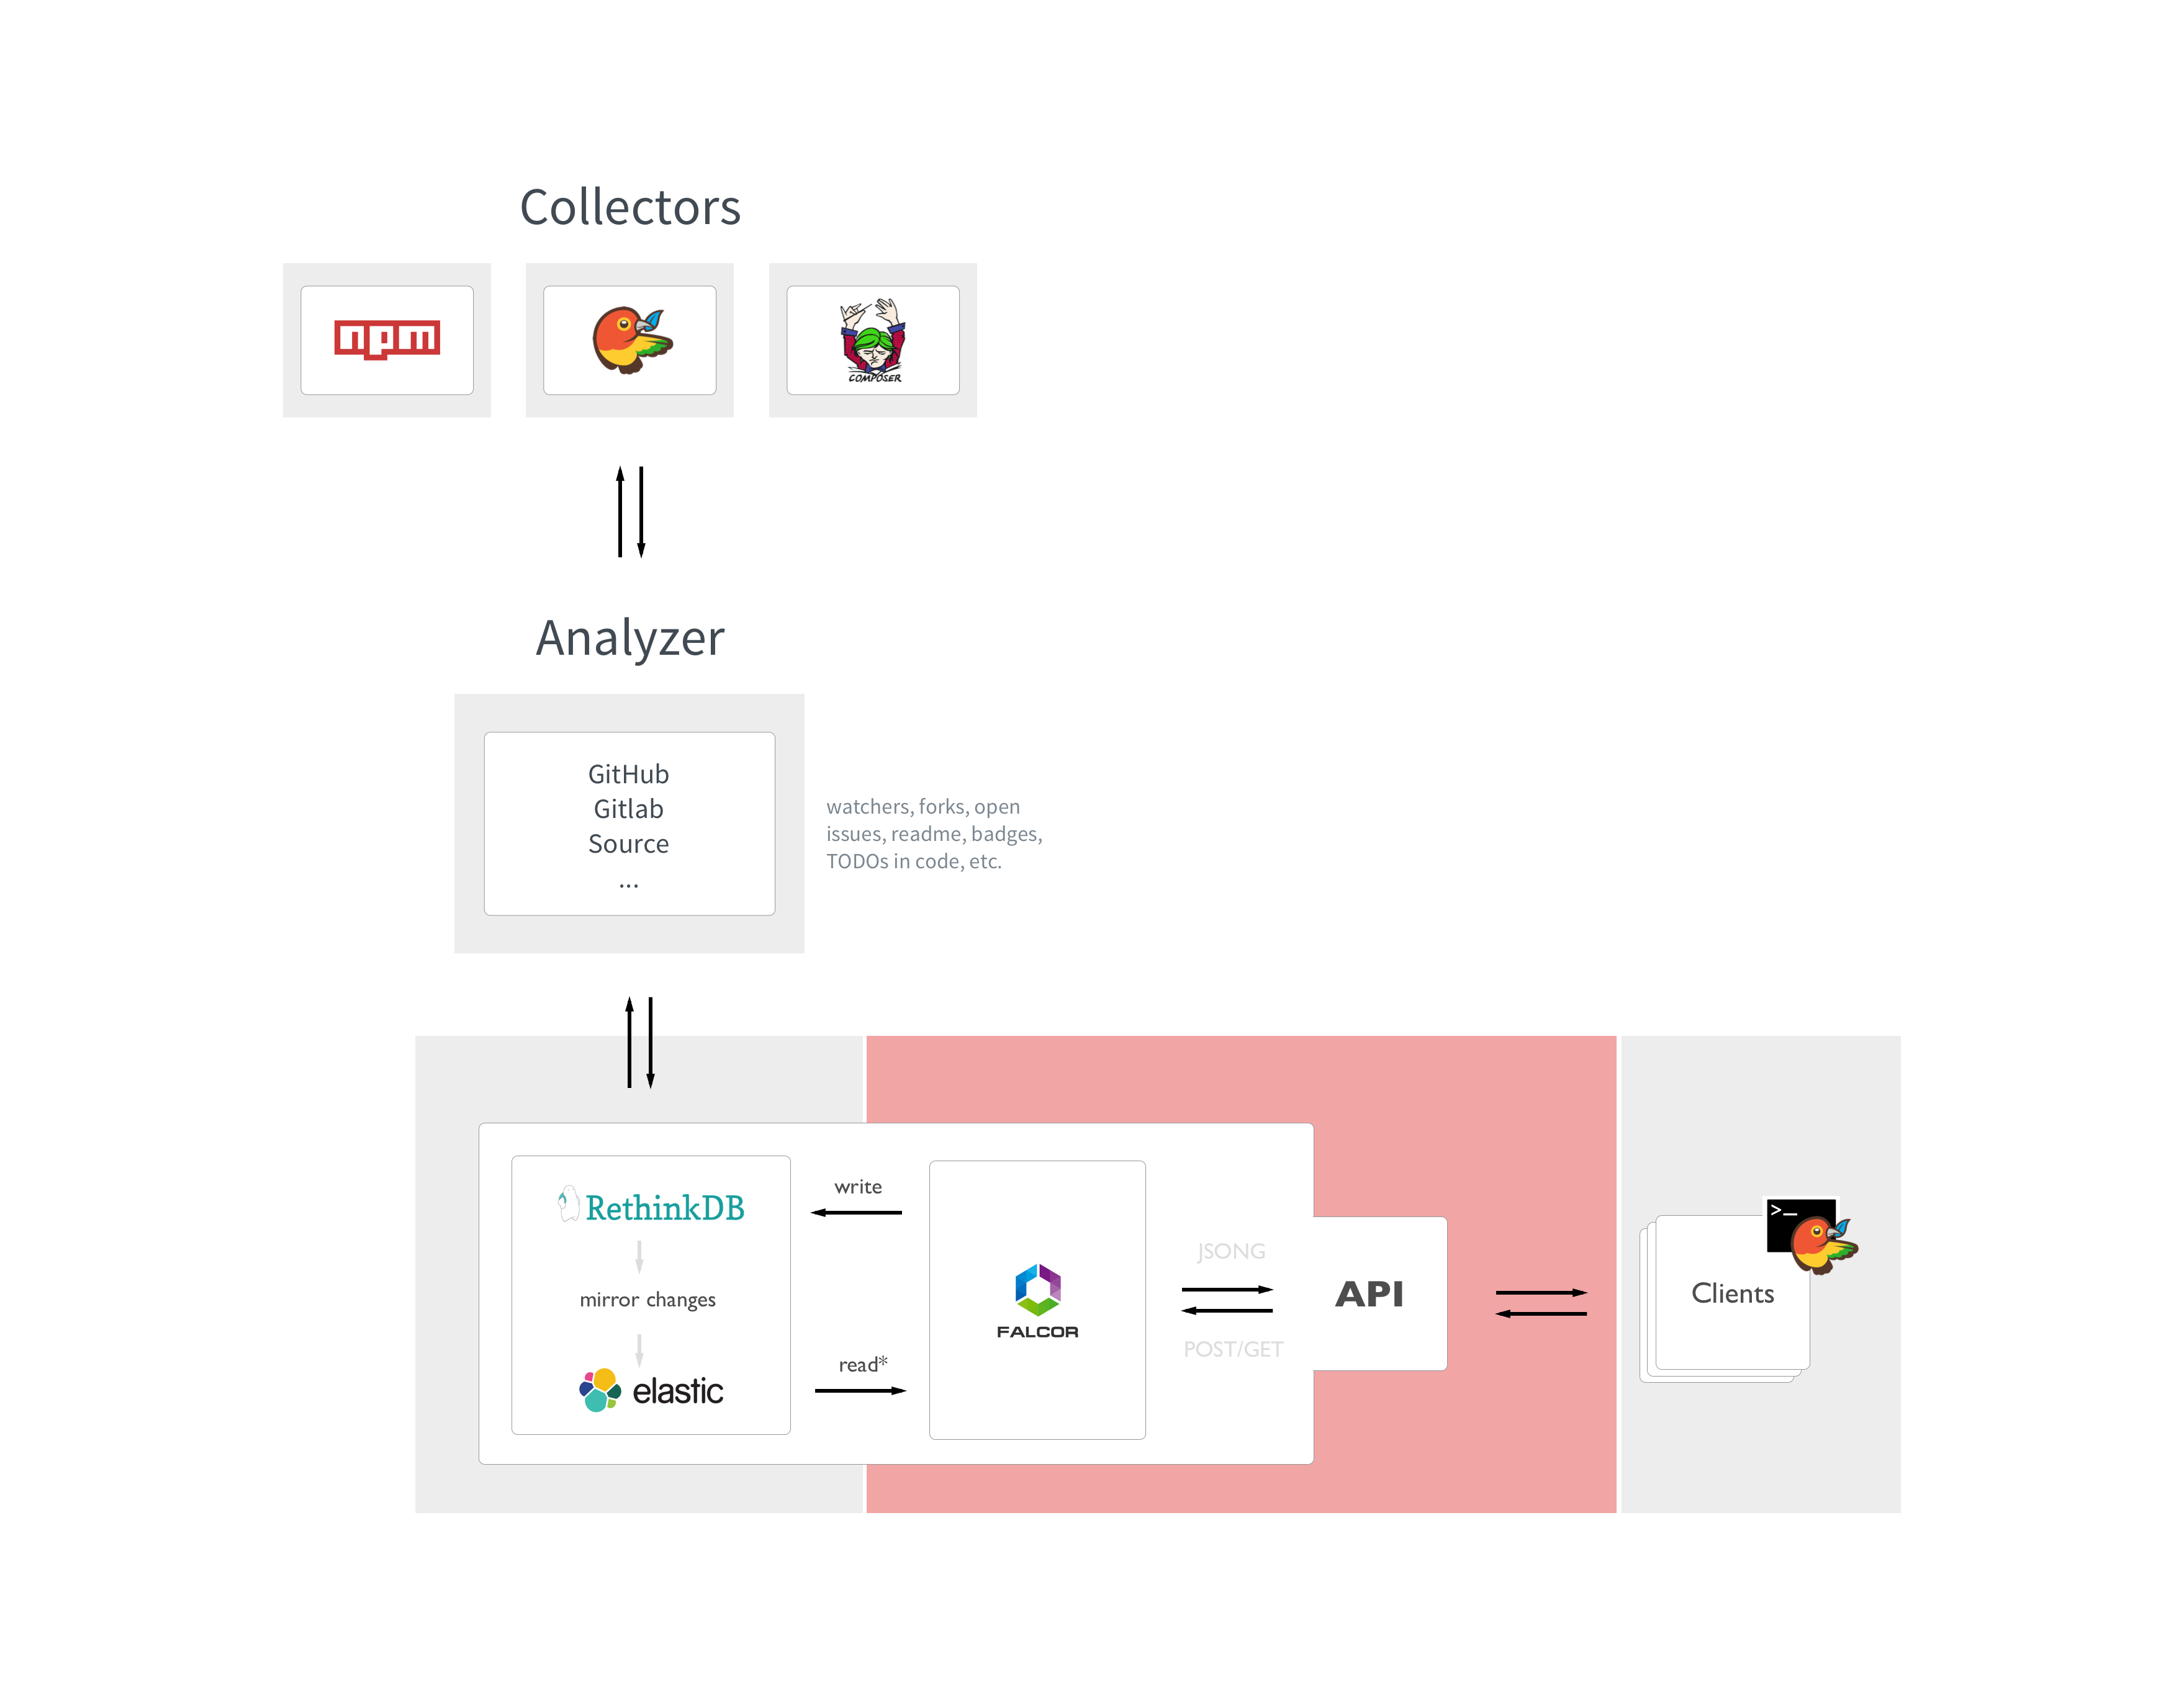 Collectors
npm
COMPOSER
Analyzer
GitHub
Gitlab
Source
...
watchers, forks, open
issues, readme, badges,
TODOs in code, etc.
RethinkDB
mirror changes
elastic
write
read*
FALCOR
JSONG
POST/GET
API
>_
Clients